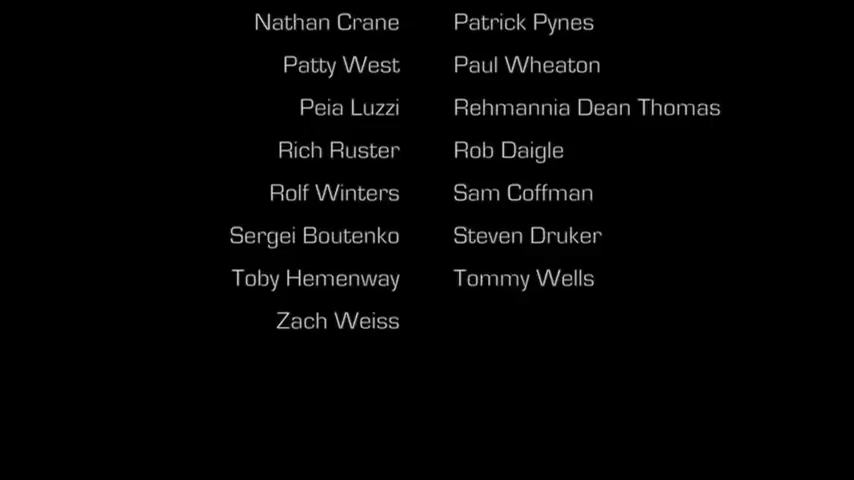 Nathan Crane Patrick Pynes
Patty West Paul Wheaton
Peia Luzzi Rehmannia Dean Thomas
Rich Ruster Rob Daigle
Rolf Winters Sam Coffman
Sergei Boutenko Steven Druker
Toby Hemenway Tommy Wells
Zach Weiss